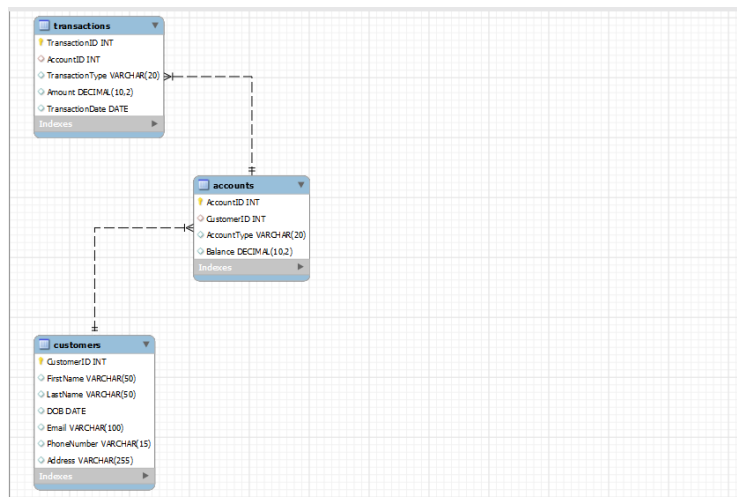 transactions
TransactionID INT
AccountID INT
TransactionType VARCHAR(20)
Amount DECIMAL(10,2)
TransactionDate DATE
Indexes
accounts
AccountID INT
CustomerID INT
AccountType VARCHAR(20)
Balance DECIMAL(10,2)
Indexes
customers
CustomerID INT
FirstName VARCHAR(50)
LastName VARCHAR(50)
DOB DATE
Email VARCHAR(100)
PhoneNumber VARCHAR(15)
Address VARCHAR(255)
Indexes